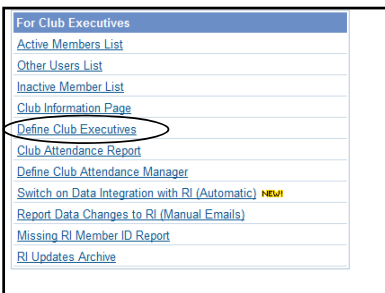 For Club Executives
Active Members List
Other Users List
Inactive Member List
Club Information Page
Define Club Executives
Club Attendance Report
Define Club Attendance Manager
Switch on Data Integration with RI (Automatic) NEW!
Report Data Changes to RI (Manual Emails)
Missing RI Member ID Report
RI Updates Archive